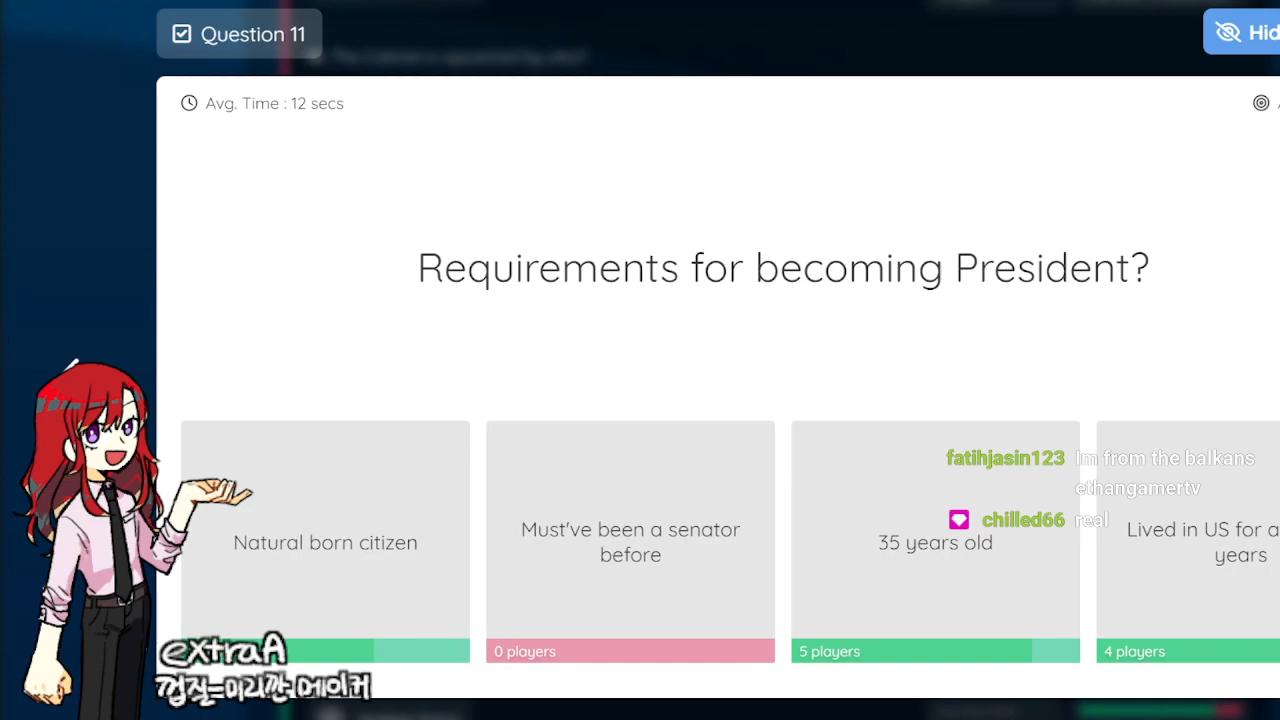 Question 11
Hid
Avg. Time : 12 secs
Requirements for becoming President?
Natural born citizen
Must've been a senator
before
35 years old
Lived in US for a
years
fatihjasin123 Im from the balkans
ethangamertv
chilled66 real
0 players
5 players
4 players
extraA
껍질=미리깐 메이커